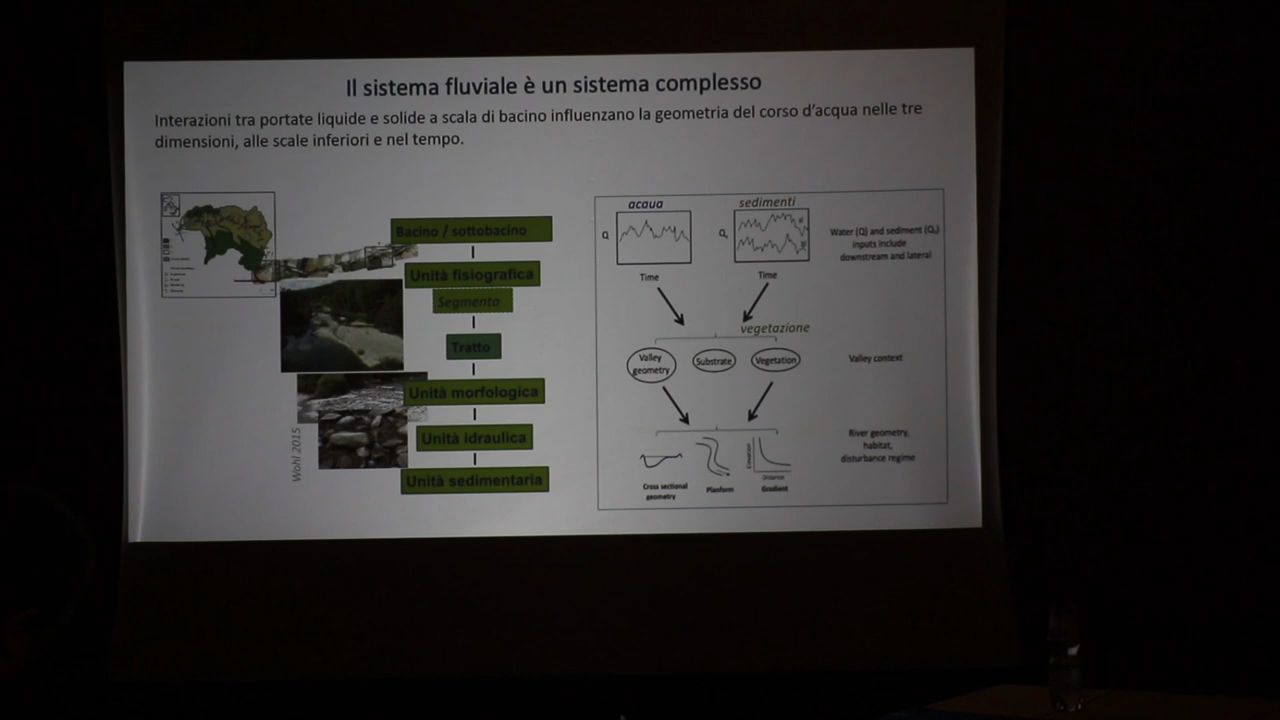 Il sistema fluviale è un sistema complesso
Interazioni tra portate liquide e solide a scala di bacino influenzano la geometria del corso d'acqua nelle tre
dimensioni, alle scale inferiori e nel tempo.
Bacino / sottobacino
Unità fisiografica
Segmento
Tratto
Unità morfologica
Unità idraulica
Unità sedimentaria
Wohl 2015
acqua
sedimenti
Q
Qs
Time
Time
Water (Q) and sediment (Qs)
inputs include
downstream and lateral
vegetazione
Valley
geometry
Substrate
Vegetation
Valley context
River geometry,
habitat,
disturbance regime
Elevation
Distance
Cross sectional
geometry
Planform
Gradient